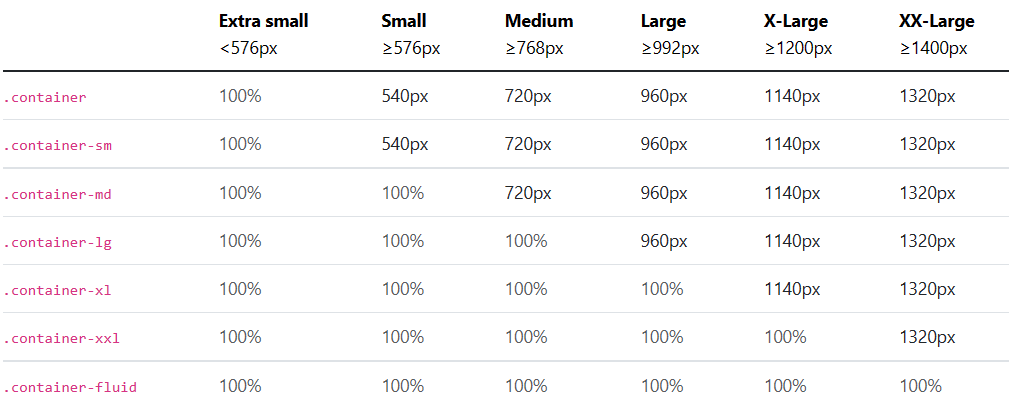 Extra small Small Medium Large X-Large XX-Large
<576px ≥576px ≥768px ≥992px ≥1200px ≥1400px
.container 100% 540px 720px 960px 1140px 1320px
.container-sm 100% 540px 720px 960px 1140px 1320px
.container-md 100% 100% 720px 960px 1140px 1320px
.container-lg 100% 100% 100% 960px 1140px 1320px
.container-xl 100% 100% 100% 100% 1140px 1320px
.container-xxl 100% 100% 100% 100% 100% 1320px
.container-fluid 100% 100% 100% 100% 100% 100%